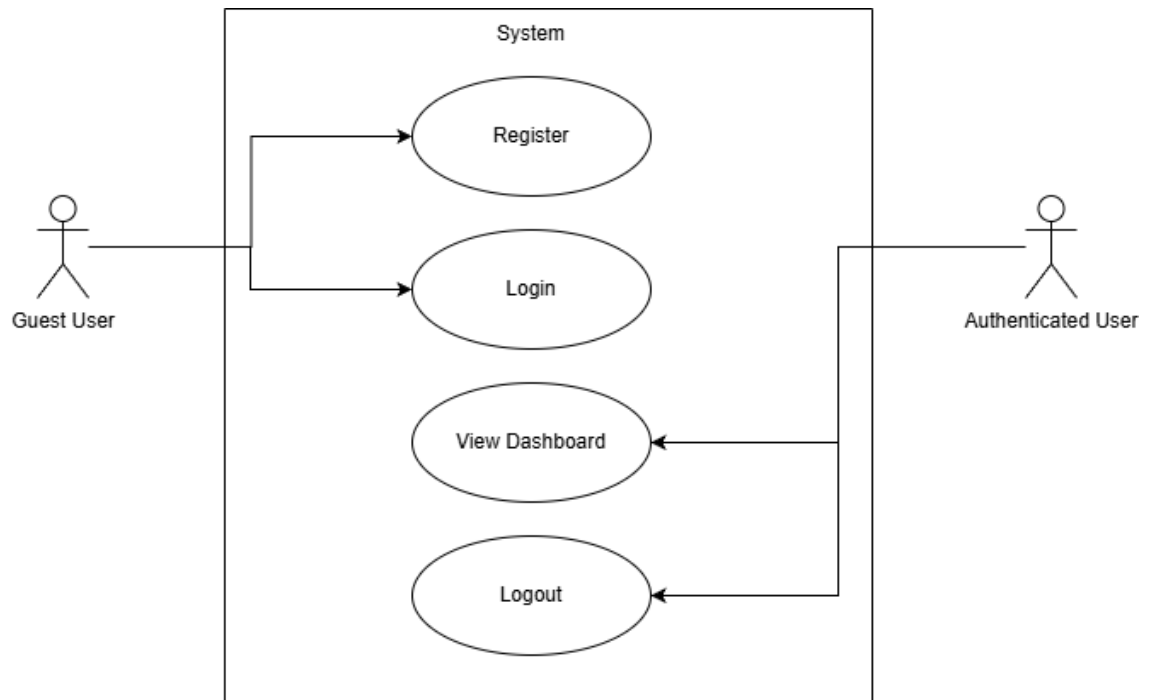 System
Register
Login
Guest User
Authenticated User
View Dashboard
Logout